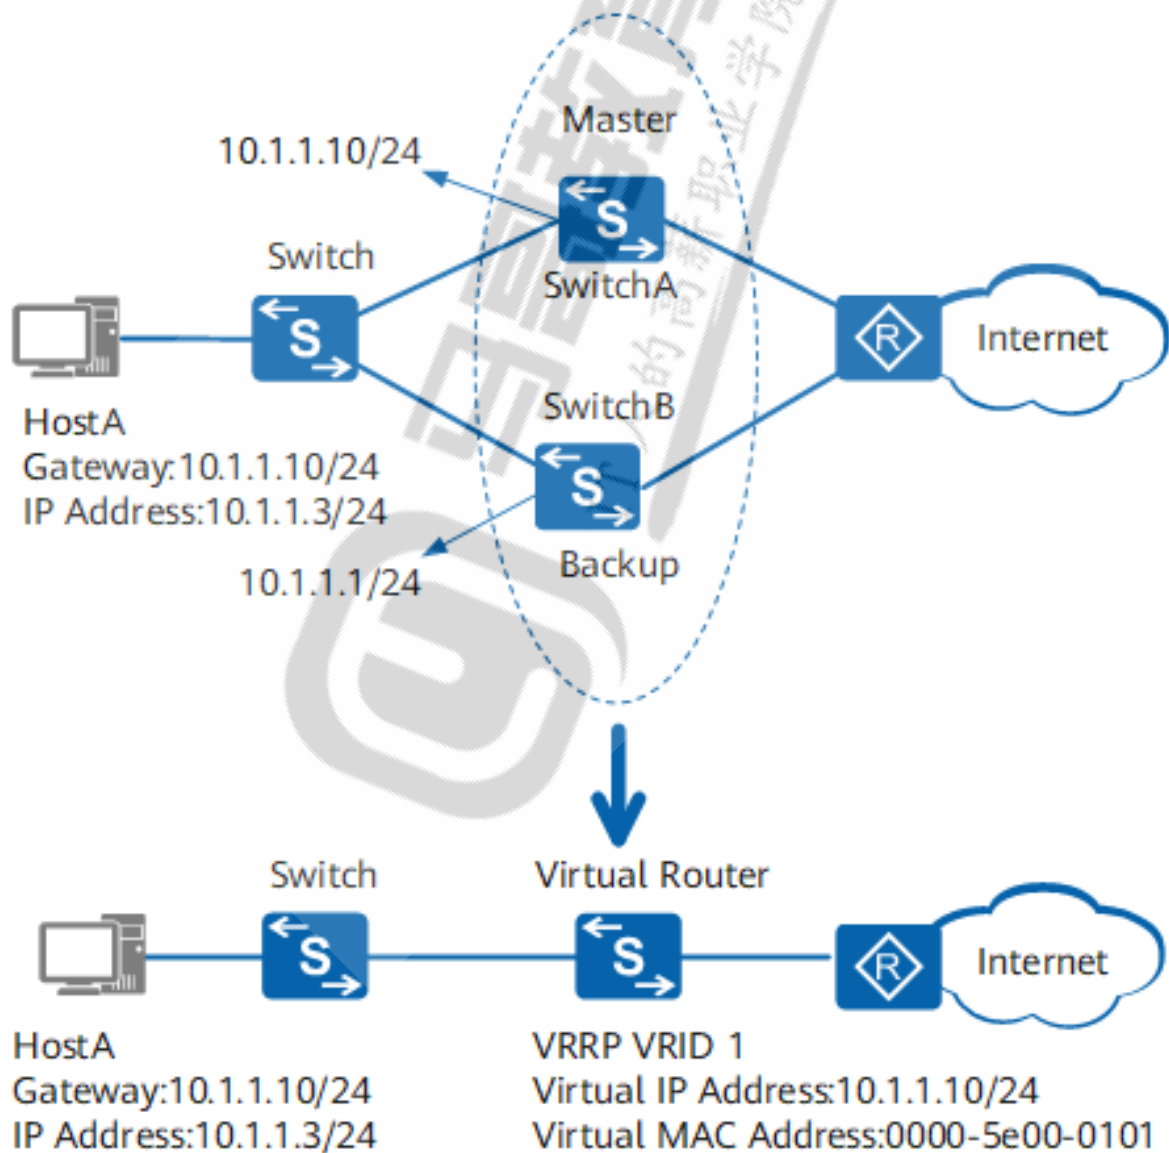 Master
10.1.1.10/24
S
Switch
SwitchA
S
R
Internet
SwitchB
HostA
Gateway:10.1.1.10/24
IP Address:10.1.1.3/24
S
Backup
10.1.1.1/24
Switch
Virtual Router
S
S
R
Internet
HostA
Gateway:10.1.1.10/24
IP Address:10.1.1.3/24
VRRP VRID 1
Virtual IP Address:10.1.1.10/24
Virtual MAC Address:0000-5e00-0101